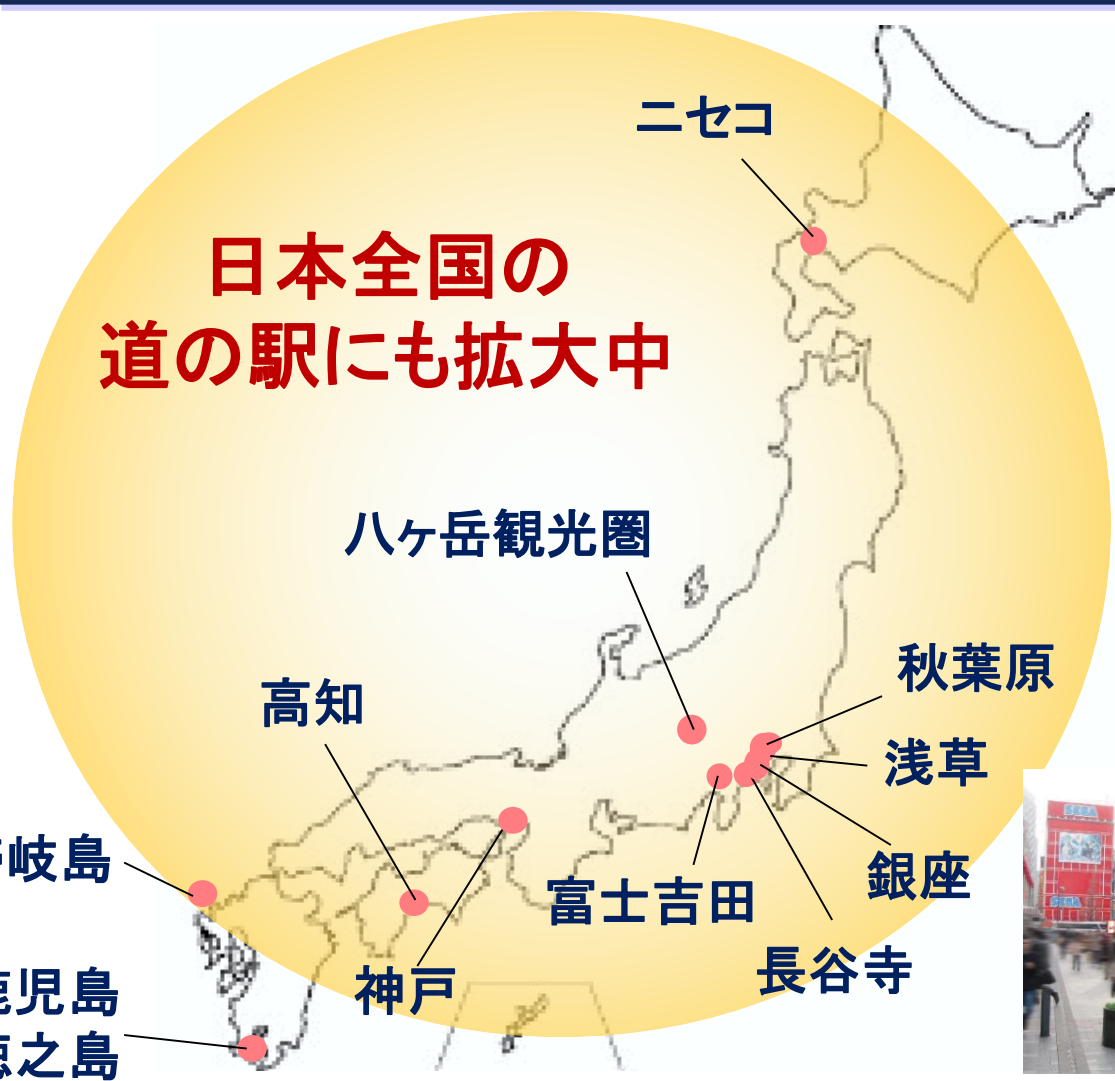 ニセコ
日本全国の
道の駅にも拡大中
八ヶ岳観光圏
秋葉原
高知
浅草
岐島
銀座
富士吉田
長谷寺
神戸
児島
之島
SEGA
SEGA